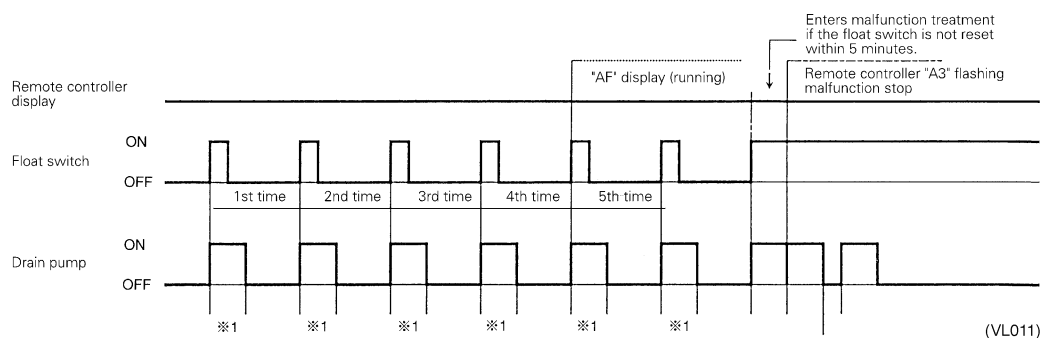 Enters malfunction treatment
if the float switch is not reset
within 5 minutes.
"AF" display (running)
Remote controller "A3" flashing
malfunction stop
Remote controller
display
ON
Float switch
OFF
1st time
2nd time
3rd time
4th time
5th time
ON
Drain pump
OFF
※1
※1
※1
※1
※1
※1
(VL011)